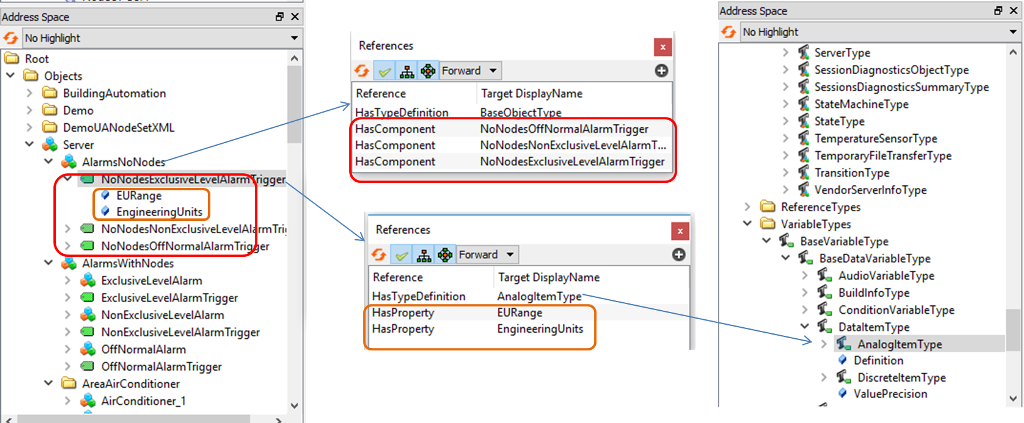 Address Space
No Highlight
Root
Objects
BuildingAutomation
Demo
DemoUANodeSetXML
Server
AlarmsNoNodes
NoNodesExclusiveLevelAlarmTrigger
EURange
EngineeringUnits
NoNodesNonExclusiveLevelAlarmTri
NoNodesOffNormalAlarmTrigger
AlarmsWithNodes
ExclusiveLevelAlarm
ExclusiveLevelAlarmTrigger
NonExclusiveLevelAlarm
NonExclusiveLevelAlarmTrigger
OffNormalAlarm
OffNormalAlarmTrigger
AreaAirConditioner
AirConditioner_1
References
x
Forward
Reference Target DisplayName
HasTypeDefinition BaseObjectType
HasComponent NoNodesOffNormalAlarmTrigger
HasComponent NoNodesNonExclusiveLevelAlarmT...
HasComponent NoNodesExclusiveLevelAlarmTrigger
References
x
Forward
Reference Target DisplayName
HasTypeDefinition AnalogItemType
HasProperty EURange
HasProperty EngineeringUnits
Address Space
No Highlight
ServerType
SessionDiagnosticsObjectType
SessionsDiagnosticsSummaryType
StateMachineType
StateType
TemperatureSensorType
TemporaryFileTransferType
TransitionType
VendorServerInfoType
ReferenceTypes
VariableTypes
BaseVariableType
BaseDataVariableType
AudioVariableType
BuildInfoType
ConditionVariableType
DataItemType
AnalogItemType
Definition
DiscreteItemType
ValuePrecision